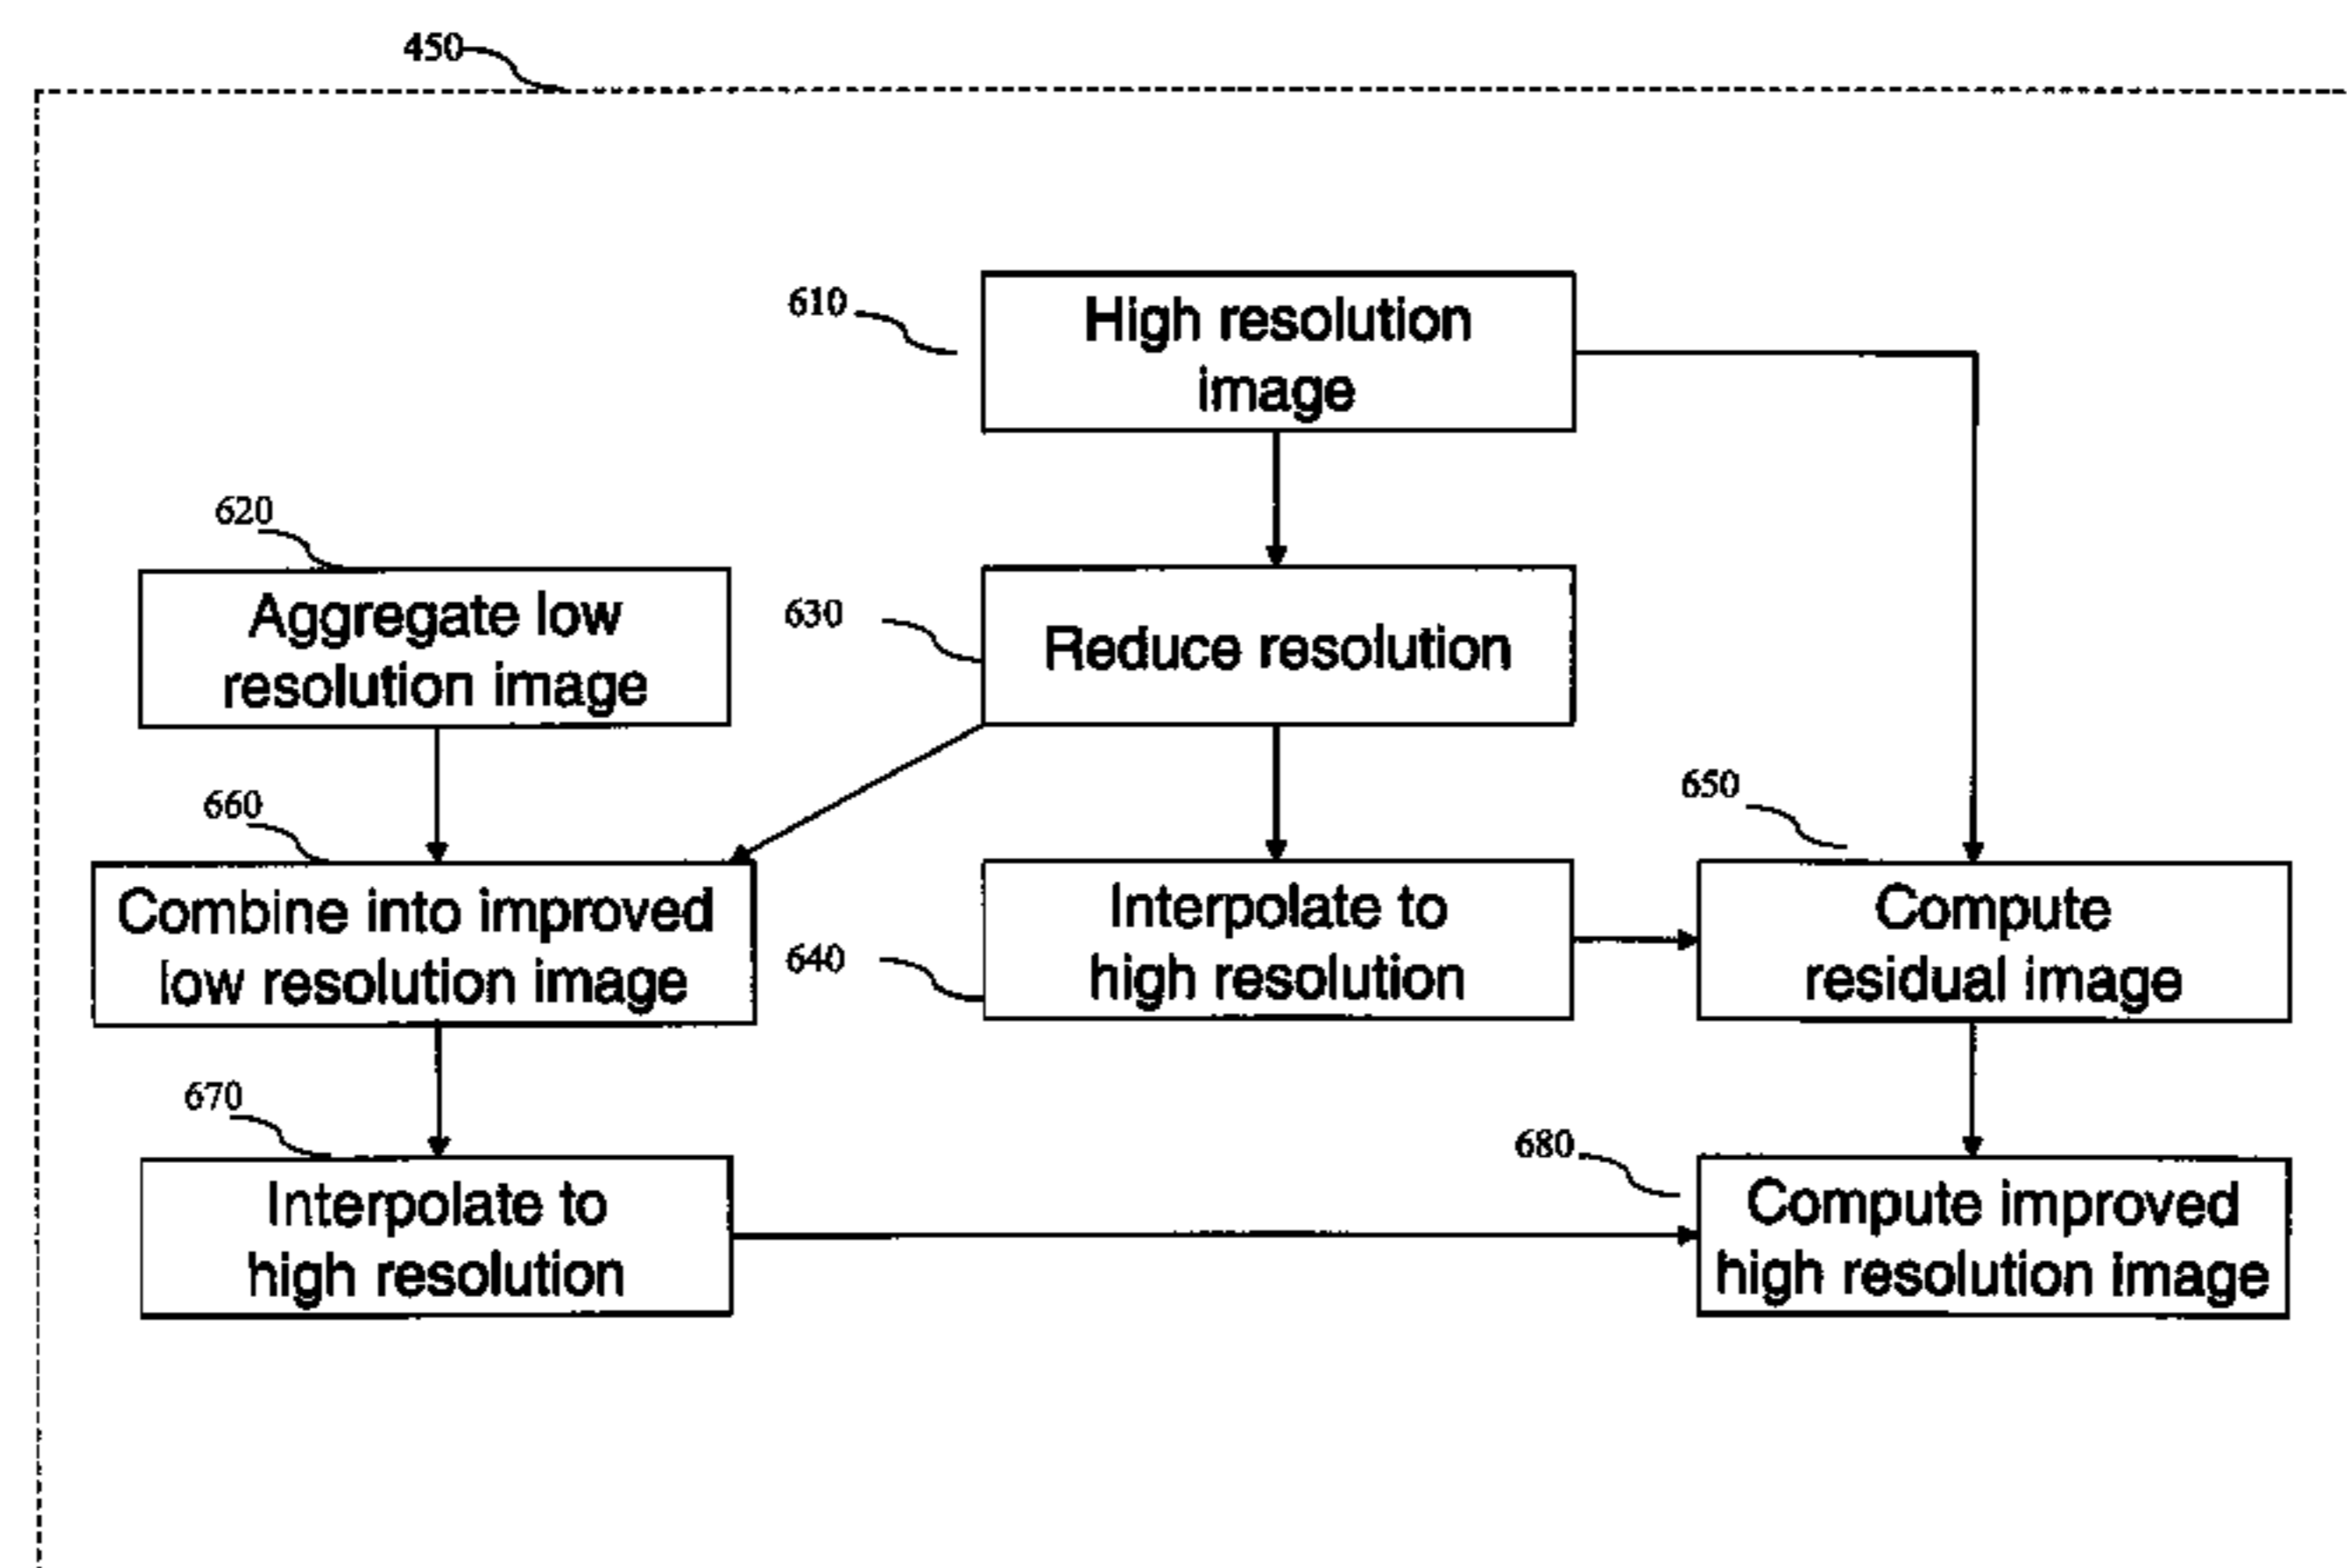 450
610
High resolution
image
620
Aggregate low
resolution image
630
Reduce resolution
660
Combine into improved
low resolution image
640
Interpolate to
high resolution
650
Compute
residual image
670
Interpolate to
high resolution
680
Compute improved
high resolution image